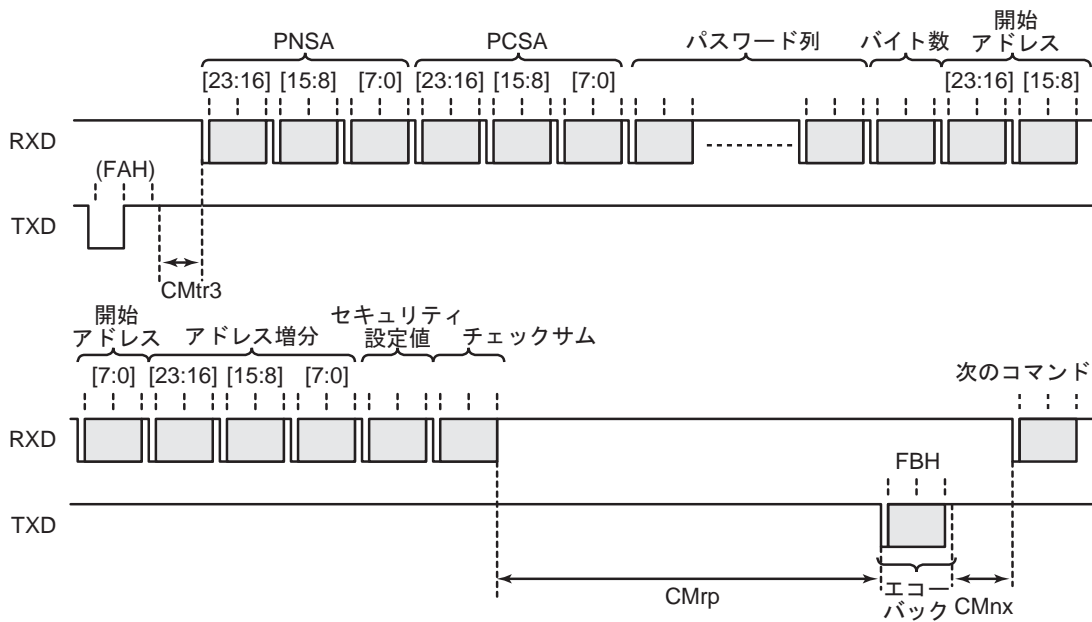 PNSA PCSA パスワード列 バイト数 開始
アドレス
[23:16] [15:8] [7:0] [23:16] [15:8] [7:0] [23:16] [15:8]
RXD
(FAH)
TXD
CMtr3
開始
アドレス アドレス増分 セキュリティ
設定値 チェックサム
[7:0] [23:16] [15:8] [7:0] 次のコマンド
RXD
FBH
TXD
CMrp エコー
バック CMnx